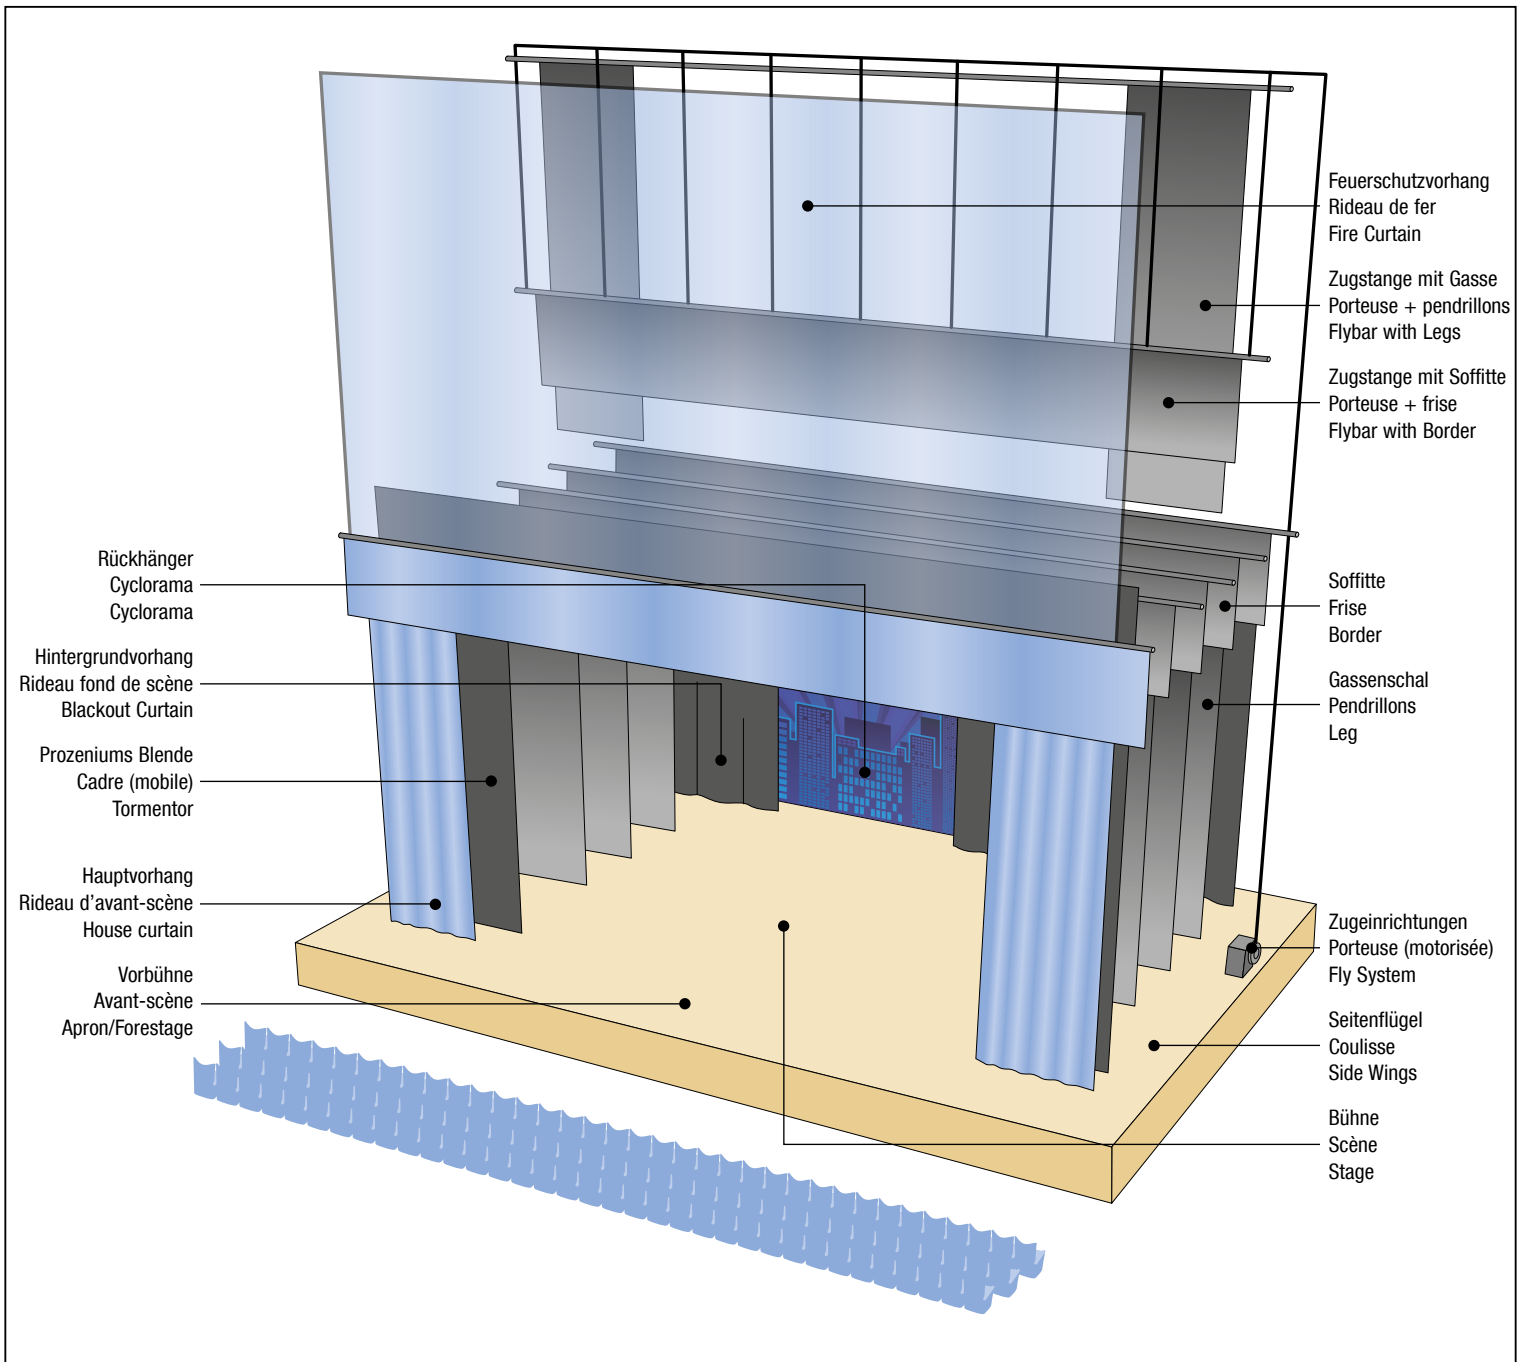 Feuerschutzvorhang
Rideau de fer
Fire Curtain
Zugstange mit Gasse
Porteuse + pendrillons
Flybar with Legs
Zugstange mit Soffitte
Porteuse + frise
Flybar with Border
Rückhänger
Cyclorama
Cyclorama
Hintergrundvorhang
Rideau fond de scène
Blackout Curtain
Prozeniums Blende
Cadre (mobile)
Tormentor
Hauptvorhang
Rideau d’avant-scène
House curtain
Vorbühne
Avant-scène
Apron/Forestage
Soffitte
Frise
Border
Gassenschal
Pendrillons
Leg
Zugeinrichtungen
Porteuse (motorisée)
Fly System
Seitenflügel
Coulisse
Side Wings
Bühne
Scène
Stage